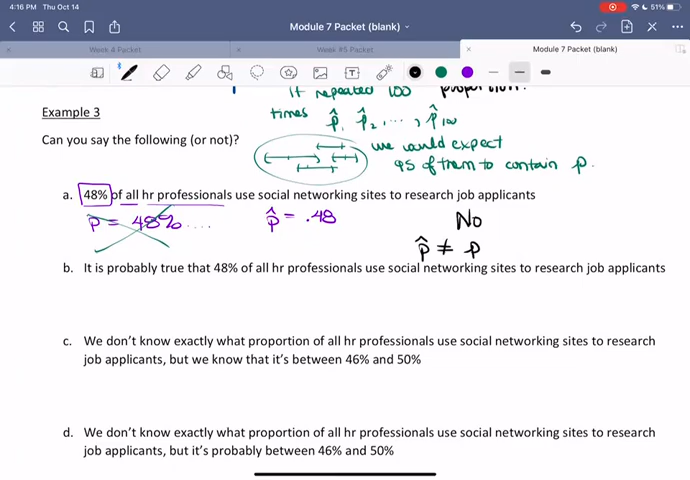 4:16 PM Thu Oct 14
51%
Module 7 Packet (blank)
Week 4 Packet
Week #5 Packet
Module 7 Packet (blank)
If repeated 100
times p̂₁ p̂₂, ..., p̂₁₀₀
we would expect
95 of them to contain p.
Example 3
Can you say the following (or not)?
a. 48% of all hr professionals use social networking sites to research job applicants
p = 48% ....
p̂ = .48
No
p̂ ≠ p
b. It is probably true that 48% of all hr professionals use social networking sites to research job applicants
c. We don't know exactly what proportion of all hr professionals use social networking sites to research
job applicants, but we know that it's between 46% and 50%
d. We don't know exactly what proportion of all hr professionals use social networking sites to research
job applicants, but it's probably between 46% and 50%